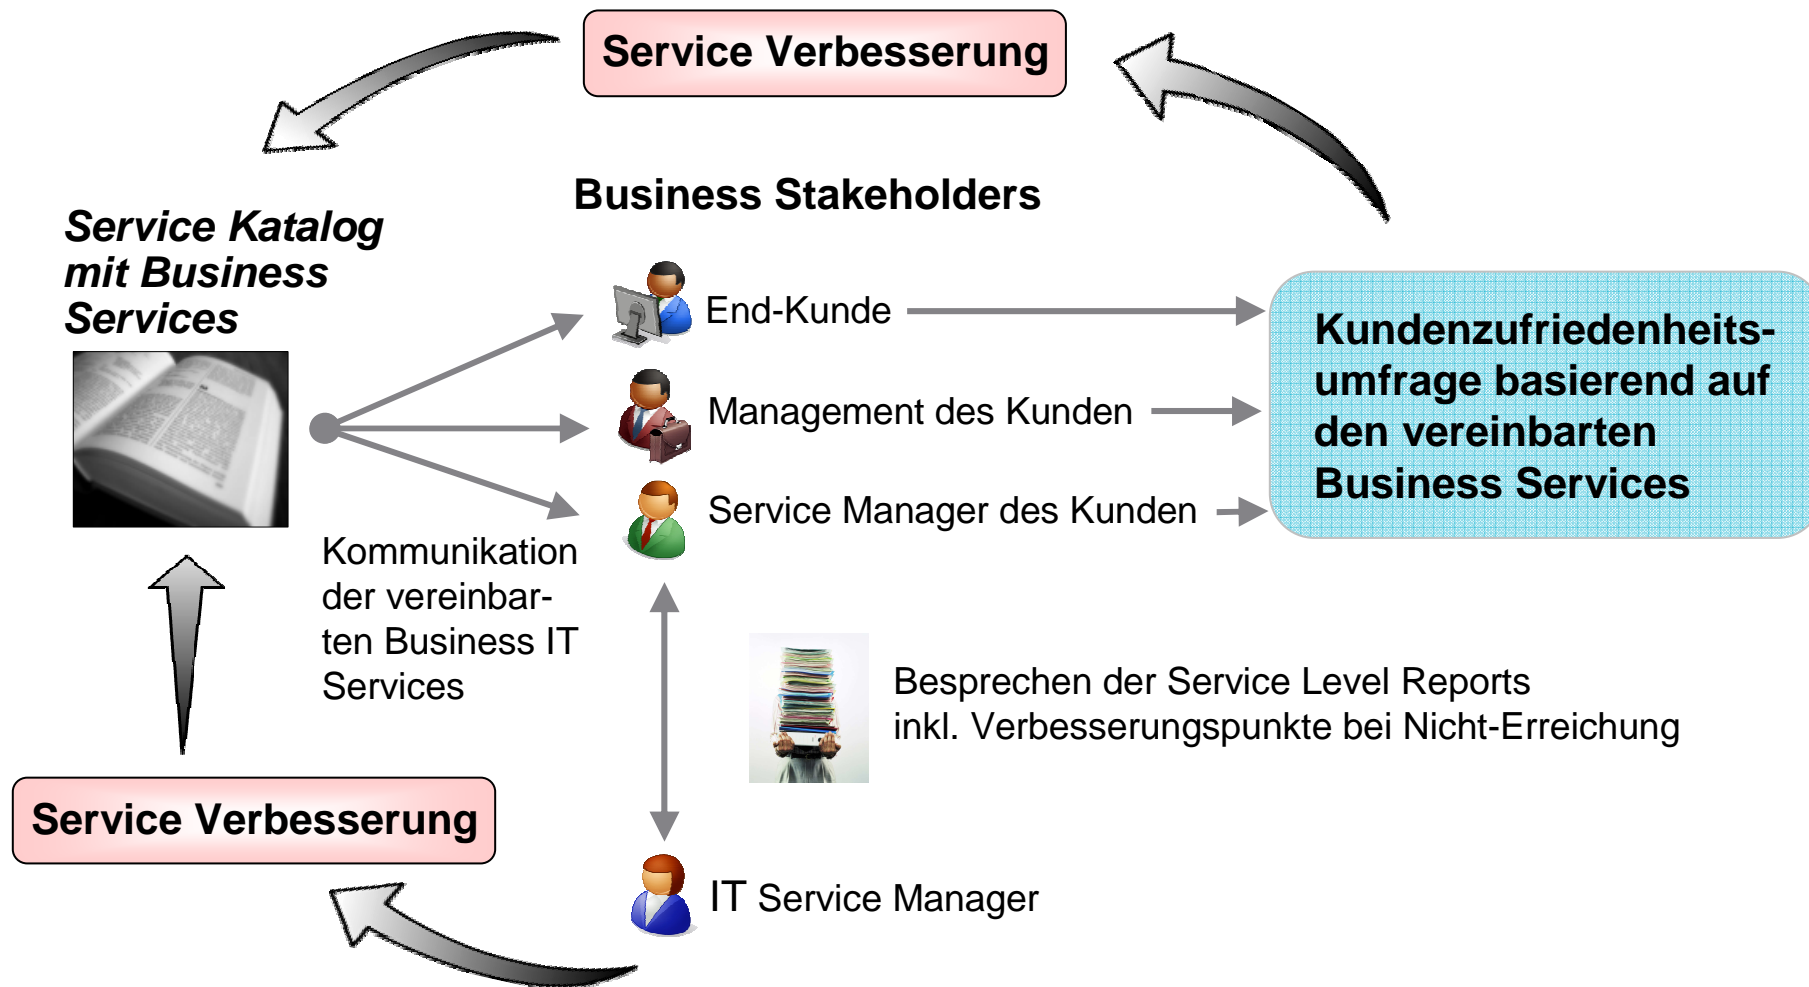 Service Verbesserung
Business Stakeholders
Service Katalog
mit Business
Services
End-Kunde
Management des Kunden
Service Manager des Kunden
Kundenzufriedenheits-
umfrage basierend auf
den vereinbarten
Business Services
Kommunikation
der vereinbar-
ten Business IT
Services
Besprechen der Service Level Reports
inkl. Verbesserungspunkte bei Nicht-Erreichung
Service Verbesserung
IT Service Manager